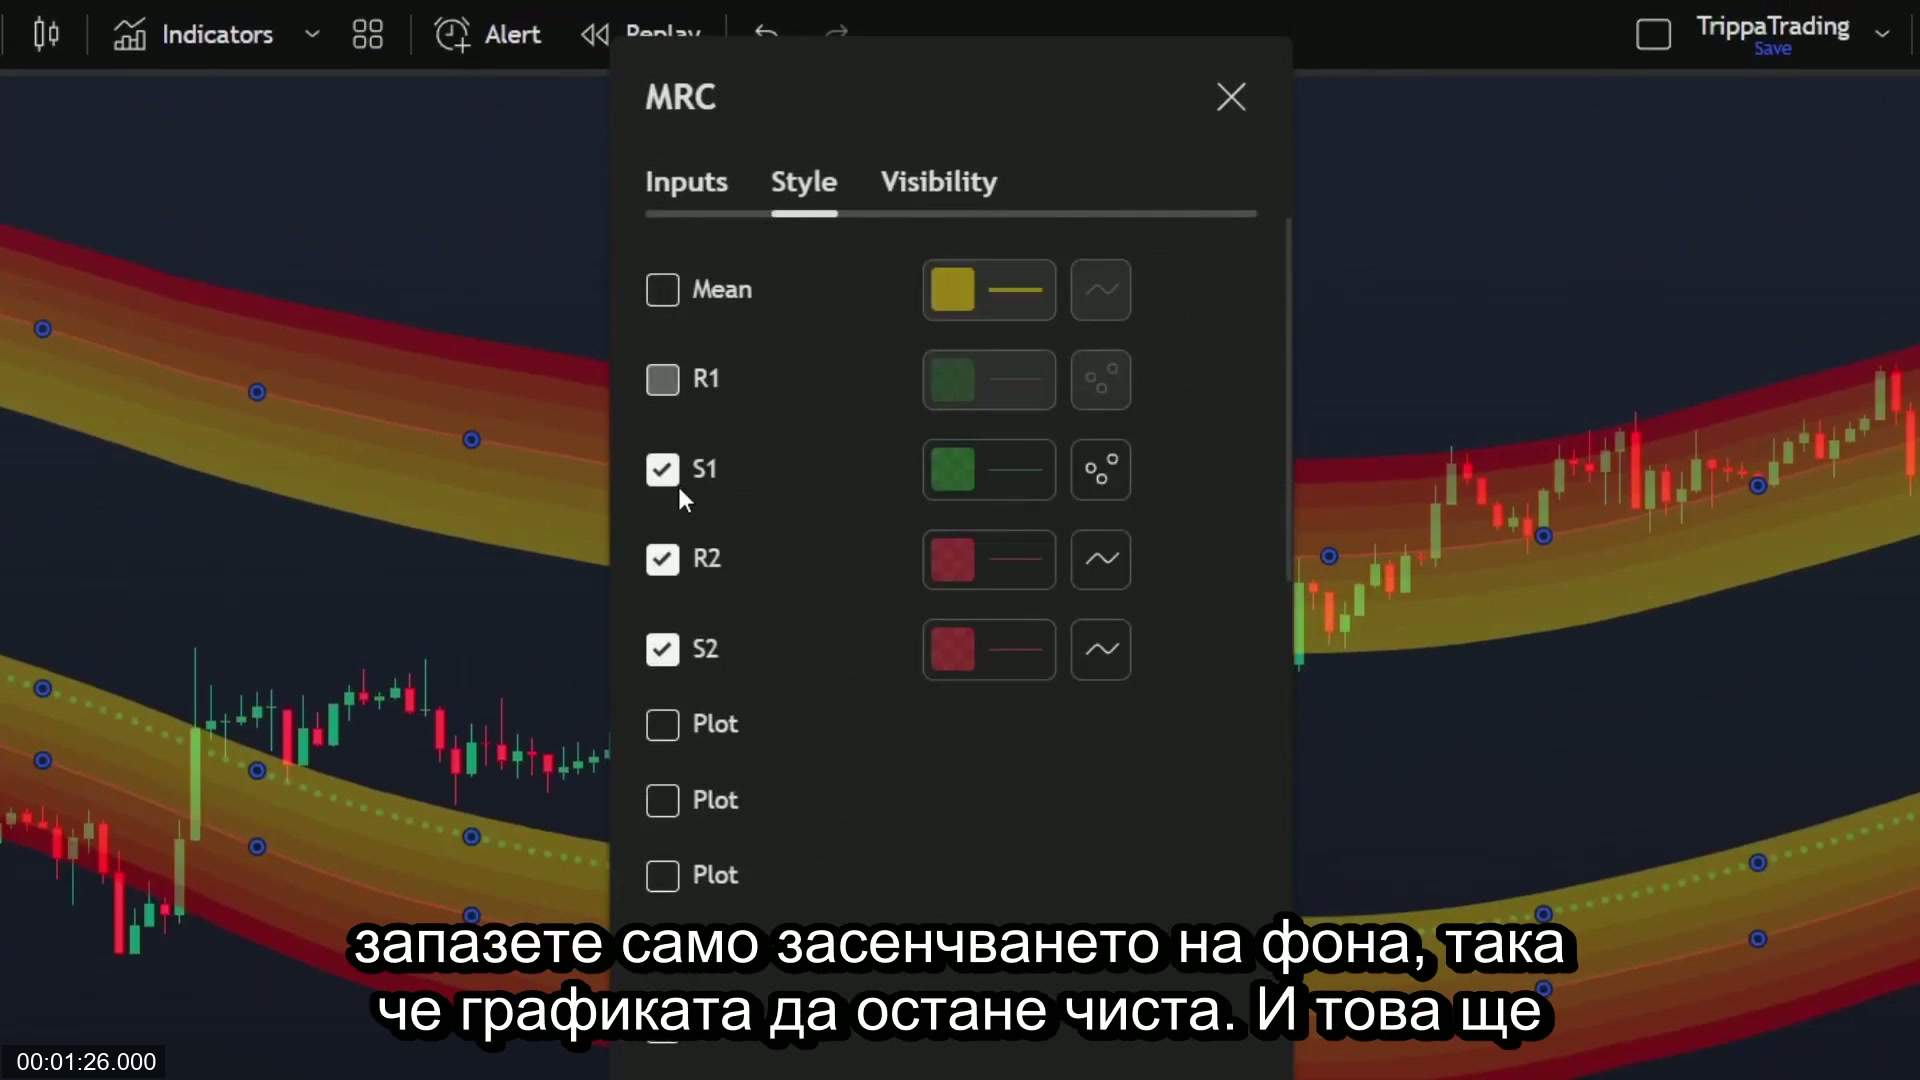 Indicators
Alert
Replay
TrippaTrading
Save
MRC
Inputs Style Visibility
Mean
R1
S1
R2
S2
Plot
Plot
Plot
запазете само засенчването на фона, така
че графиката да остане чиста. И това ще
00:01:26.000